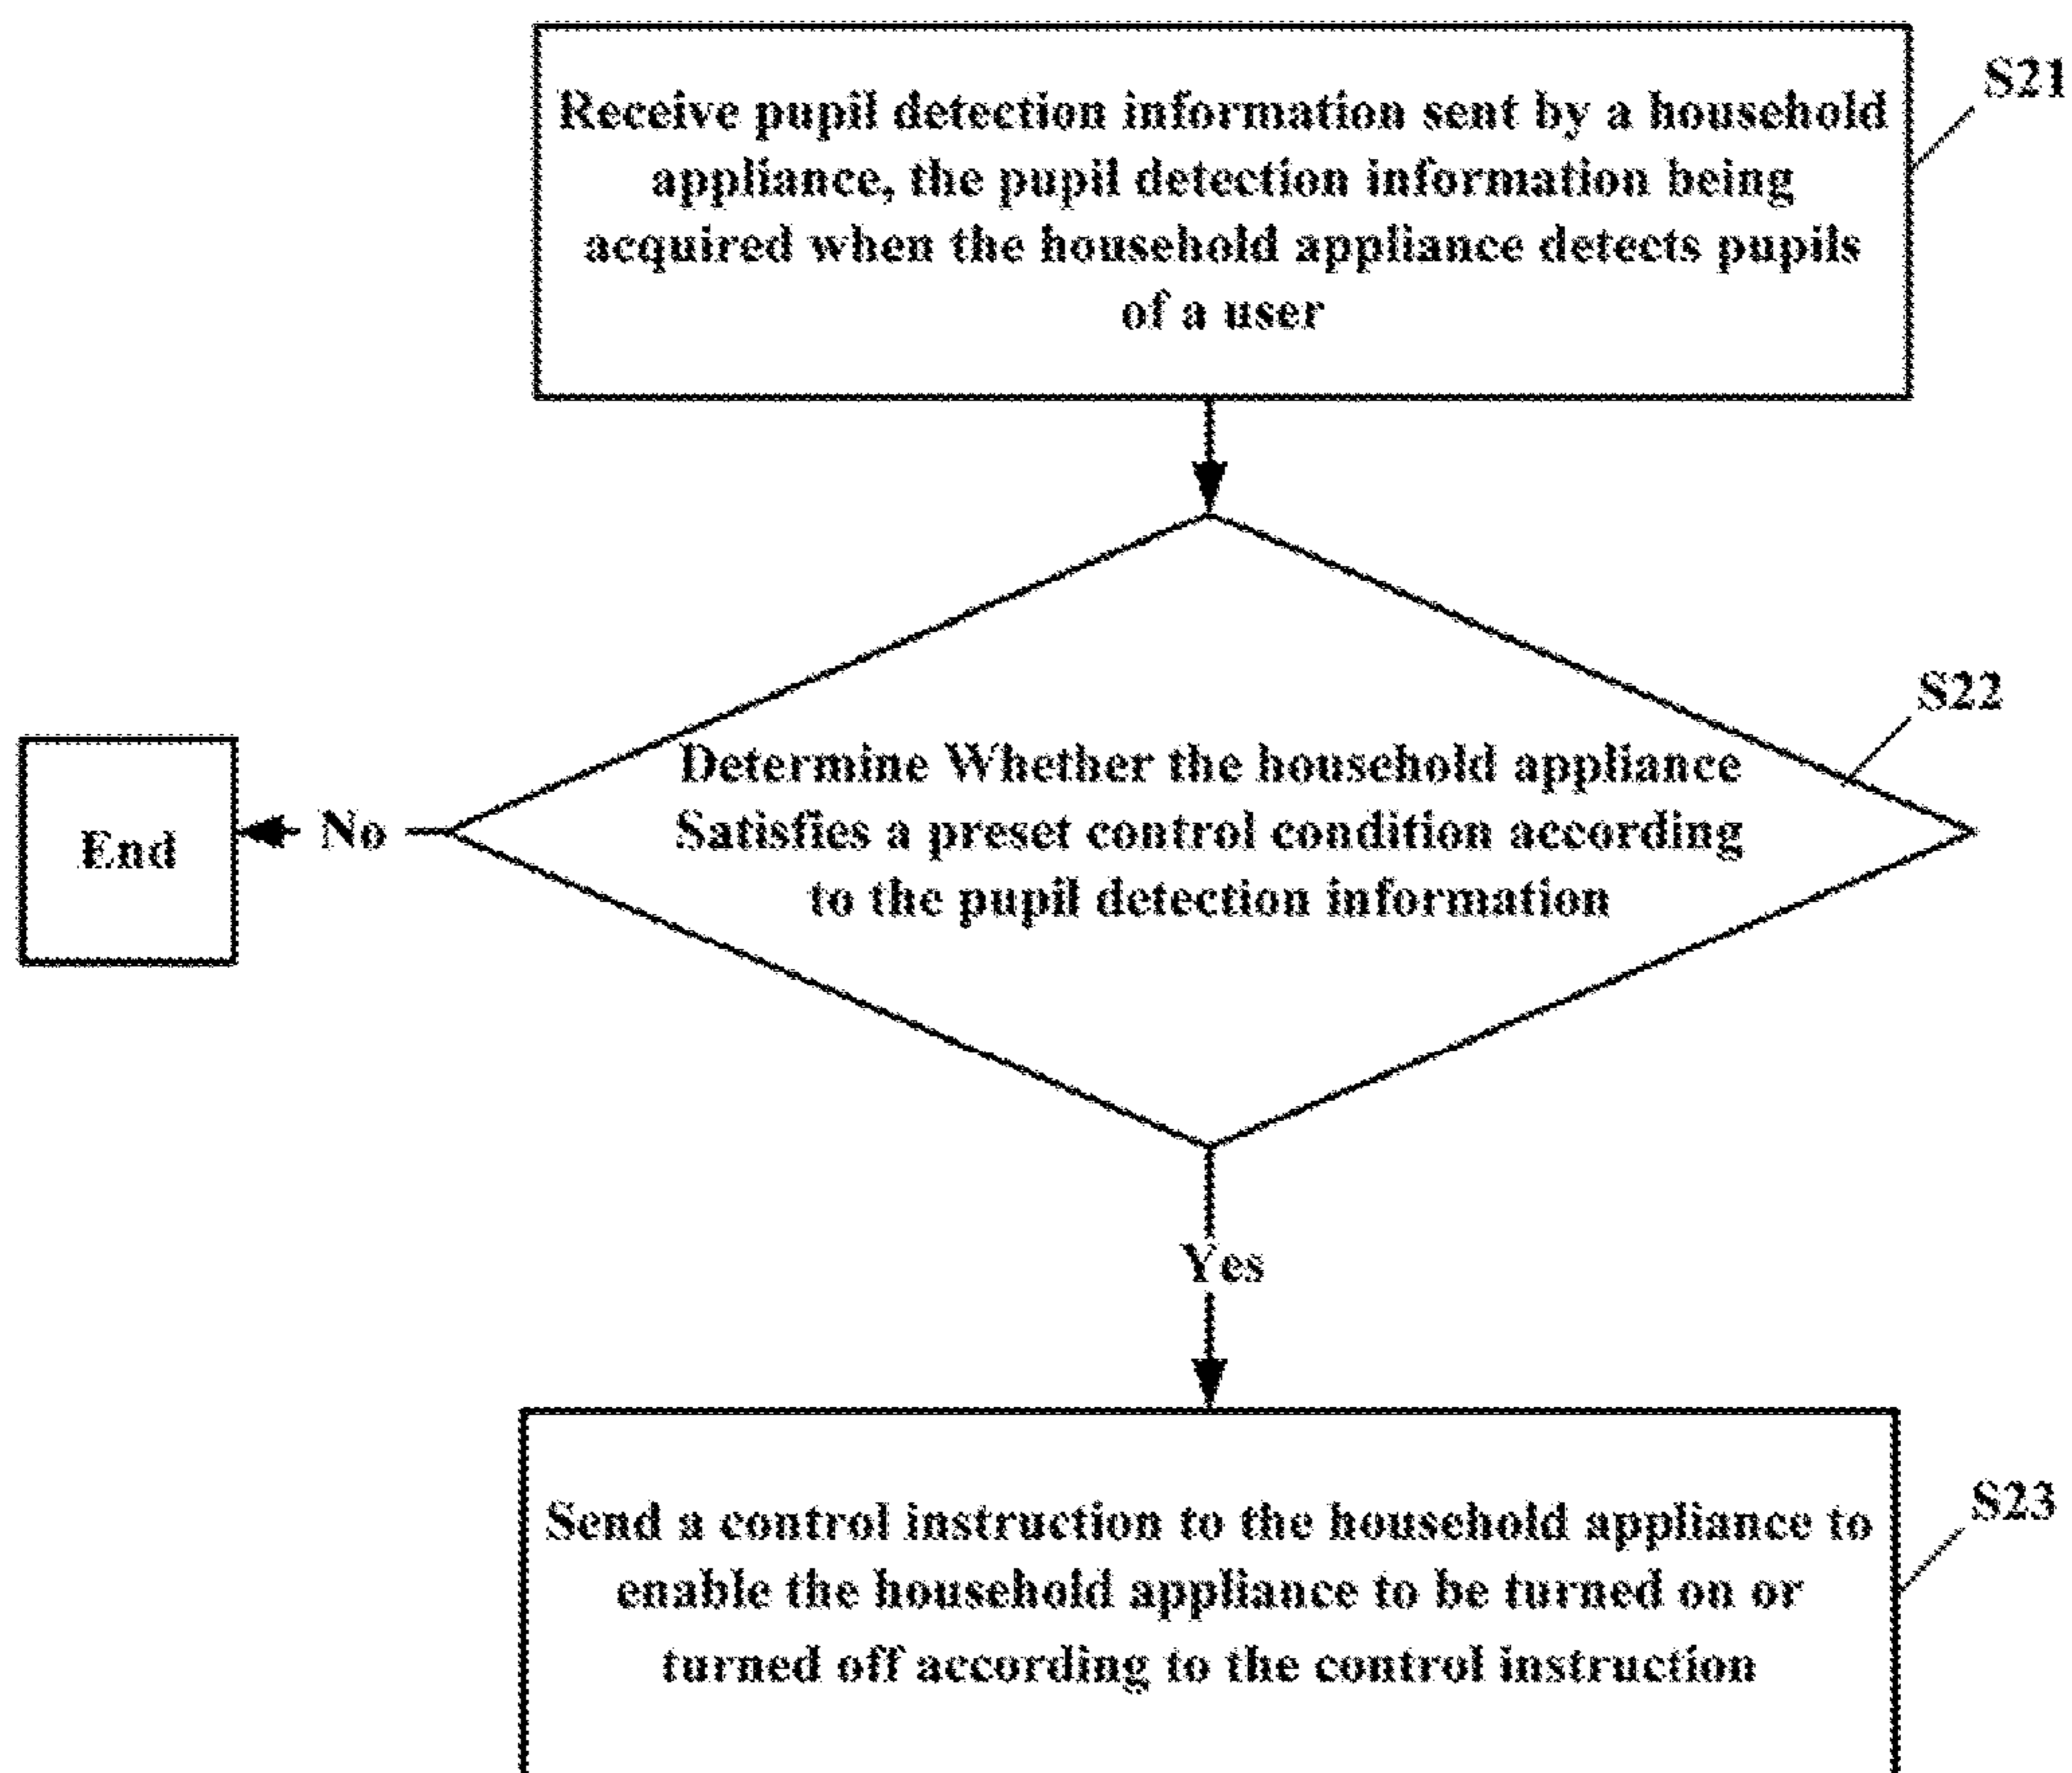 Receive pupil detection information sent by a household
appliance, the pupil detection information being
acquired when the household appliance detects pupils
of a user
S21
S22
Determine Whether the household appliance
Satisfies a preset control condition according
to the pupil detection information
No
End
Yes
Send a control instruction to the household appliance to
enable the household appliance to be turned on or
turned off according to the control instruction
S23